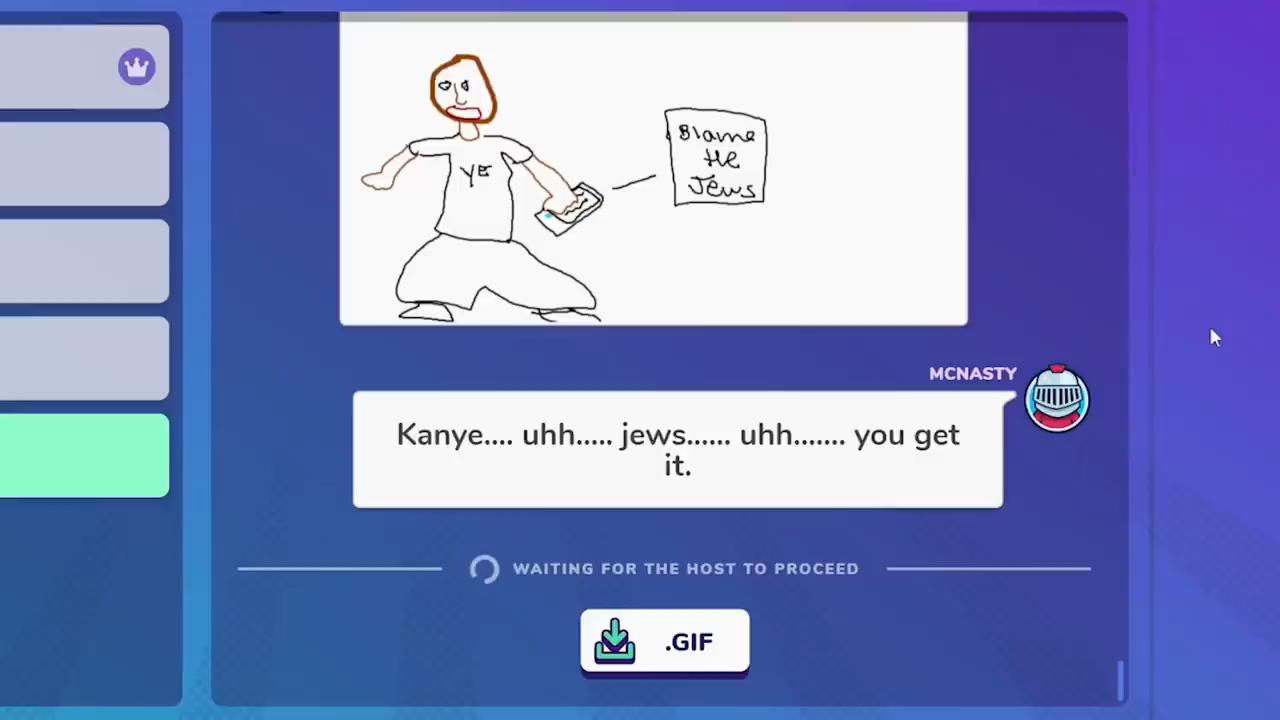 YE
Blame
the
Jews
MCNASTY
Kanye.... uhh..... jews...... uhh....... you get
it.
WAITING FOR THE HOST TO PROCEED
.GIF